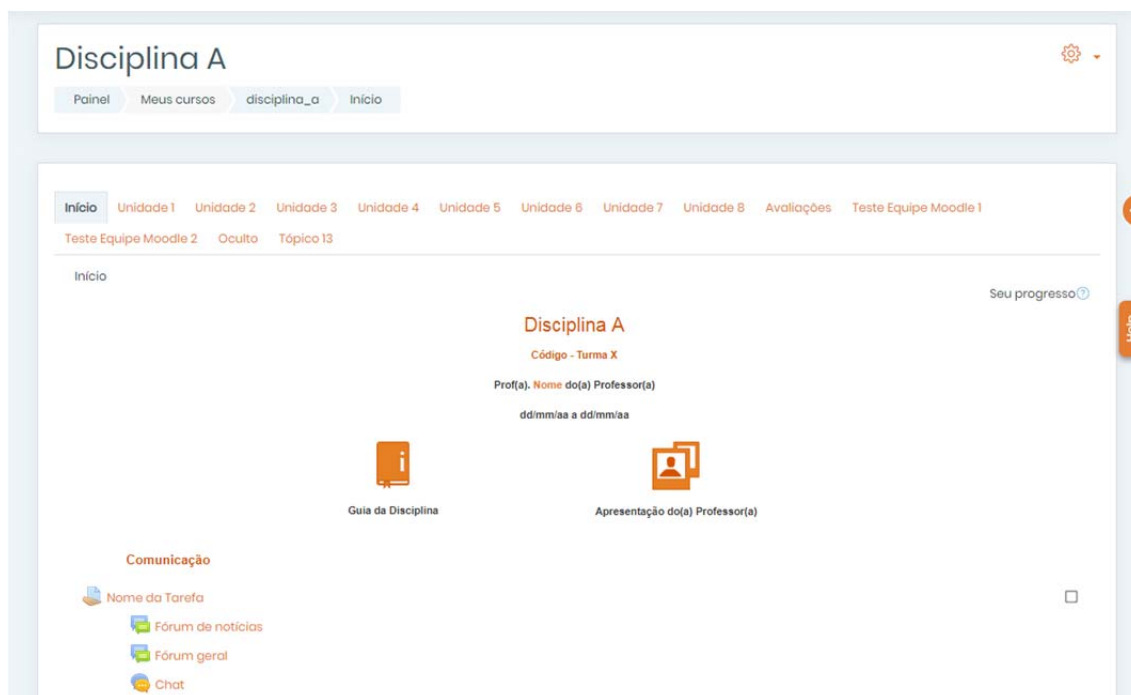 Disciplina A
Painel Meus cursos disciplina_a Início
Início Unidade 1 Unidade 2 Unidade 3 Unidade 4 Unidade 5 Unidade 6 Unidade 7 Unidade 8 Avaliações Teste Equipe Moodle 1
Teste Equipe Moodle 2 Oculto Tópico 13
Início
Seu progresso
Disciplina A
Código - Turma X
Prof(a). Nome do(a) Professor(a)
dd/mm/aa a dd/mm/aa
Guia da Disciplina Apresentação do(a) Professor(a)
Comunicação
Nome da Tarefa
Fórum de notícias
Fórum geral
Chat